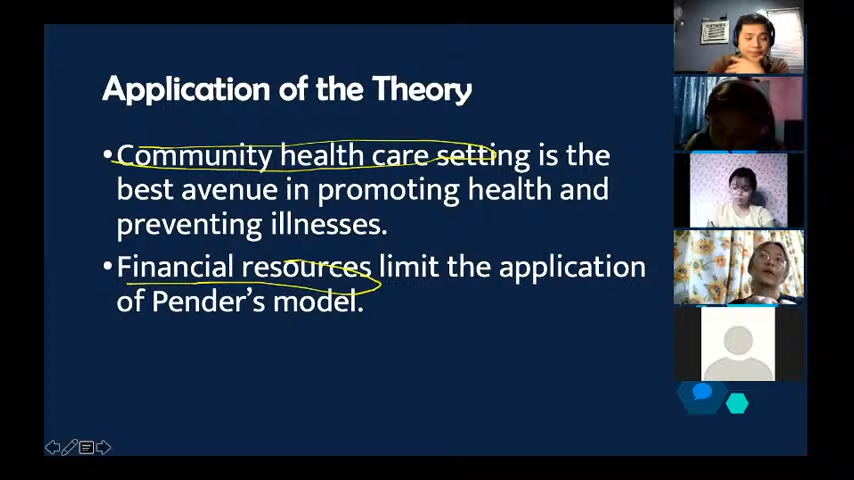 Application of the Theory
•Community health care setting is the
best avenue in promoting health and
preventing illnesses.
•Financial resources limit the application
of Pender's model.